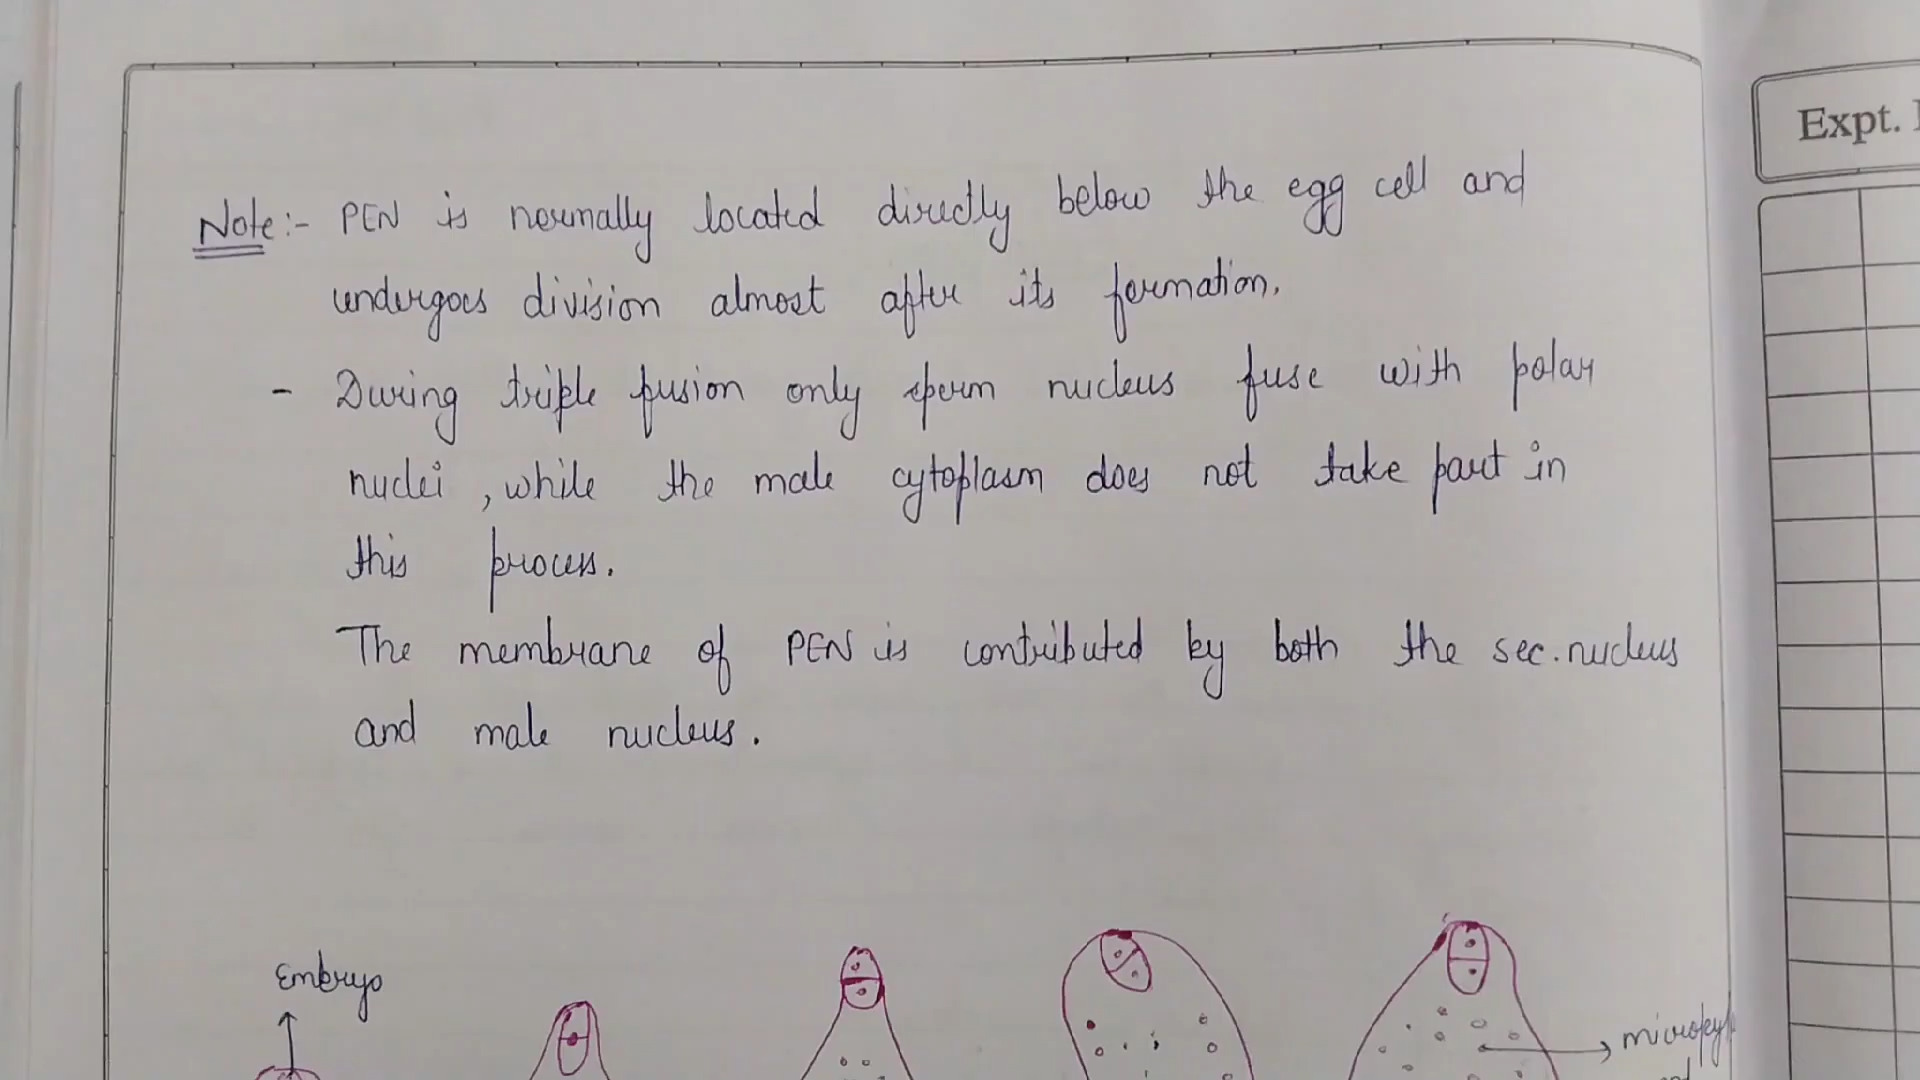 Expt.
Note:- PEN is normally located directly below the egg cell and
undergoes division almost after its formation.
- During triple fusion only sperm nucleus fuse with polar
nuclei, while the male cytoplasm does not take part in
this process.
The membrane of PEN is contributed by both the sec. nucleus
and male nucleus.
Embryo